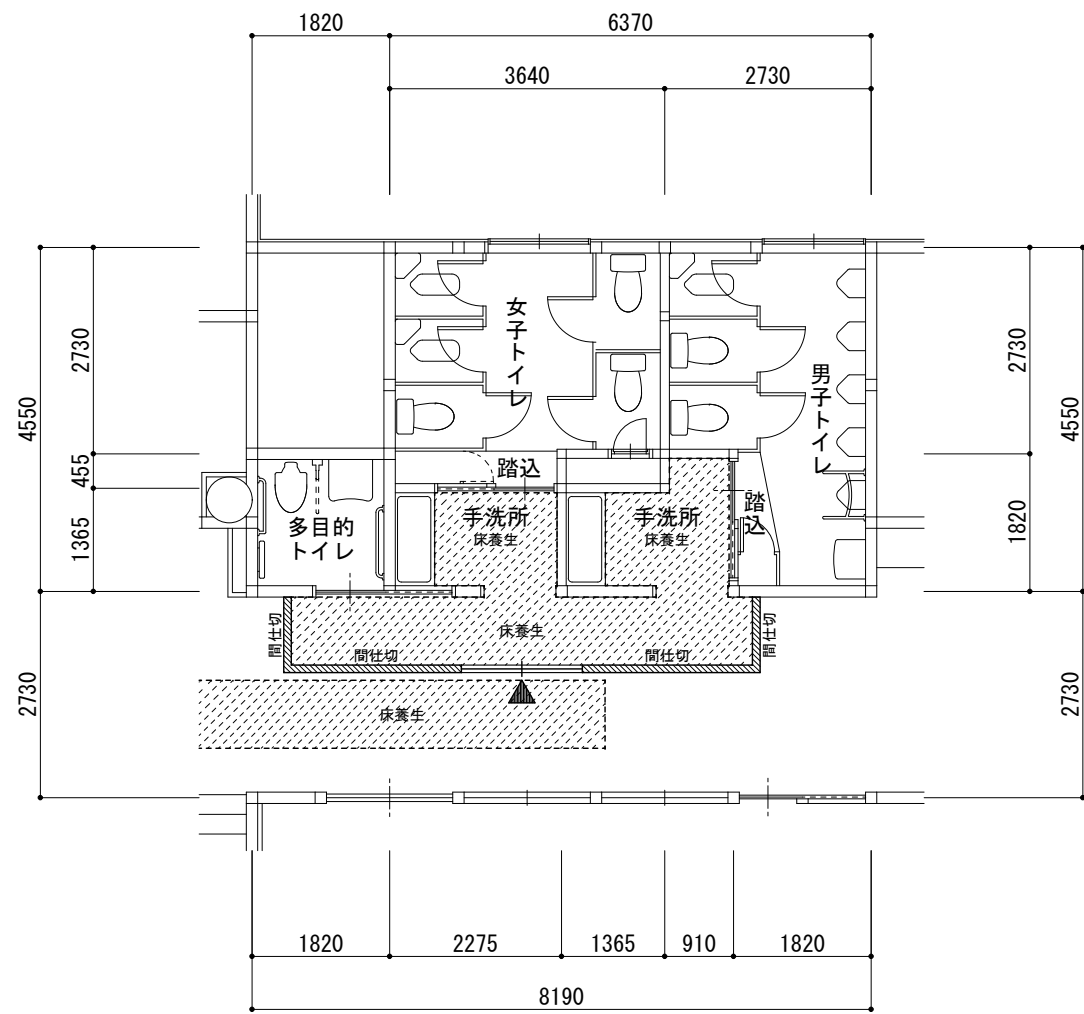 1820
6370
3640
2730
4550
2730
455
1365
2730
女子トイレ
男子トイレ
踏込
踏込
手洗所
床養生
手洗所
床養生
多目的
トイレ
2730
1820
4550
2730
間仕切
床養生
間仕切
間仕切
間仕切
床養生
1820
2275
1365
910
1820
8190